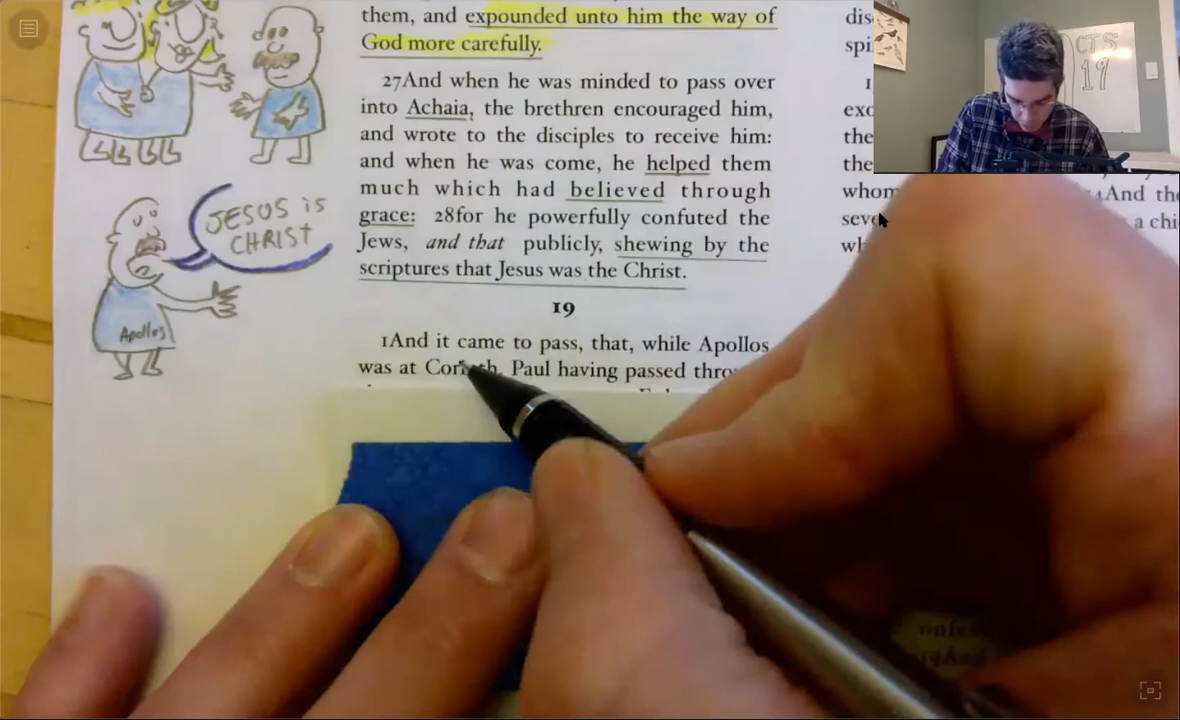 them, and expounded unto him the way of
God more carefully.
27And when he was minded to pass over
into Achaia, the brethren encouraged him,
and wrote to the disciples to receive him:
and when he was come, he helped them
much which had believed through
grace: 28for he powerfully confuted the
Jews, and that publicly, shewing by the
scriptures that Jesus was the Christ.
19
1And it came to pass, that, while Apollos
was at Paul having passed
JESUS is
CHRIST
Apollos
whom
And
a
CTS
19